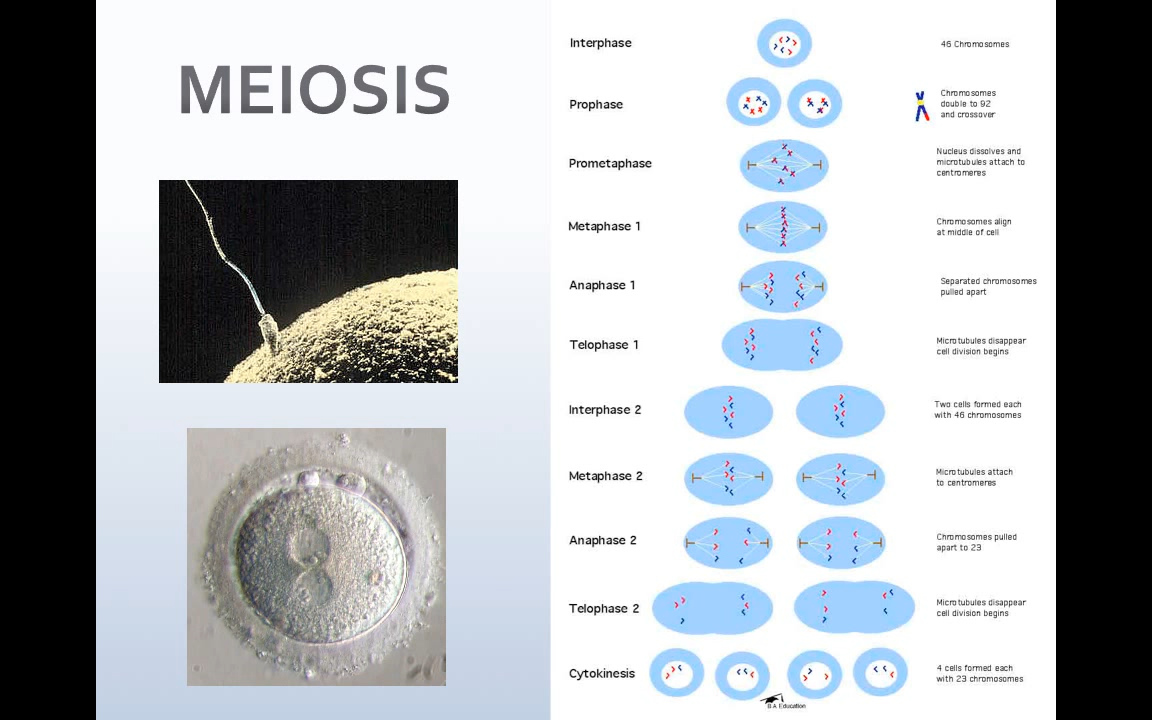 MEIOSIS
Interphase
46 Chromosomes
Prophase
Chromosomes
double to 92
and crossover
Prometaphase
Nucleus dissolves and
microtubules attach to
centromeres
Metaphase 1
Chromosomes align
at middle of cell
Anaphase 1
Separated chromosomes
pulled apart
Telophase 1
Microtubules disappear
cell division begins
Interphase 2
Two cells formed each
with 46 chromosomes
Metaphase 2
Microtubules attach
to centromeres
Anaphase 2
Chromosomes pulled
apart to 23
Telophase 2
Microtubules disappear
cell division begins
Cytokinesis
4 cells formed each
with 23 chromosomes
B.A Education